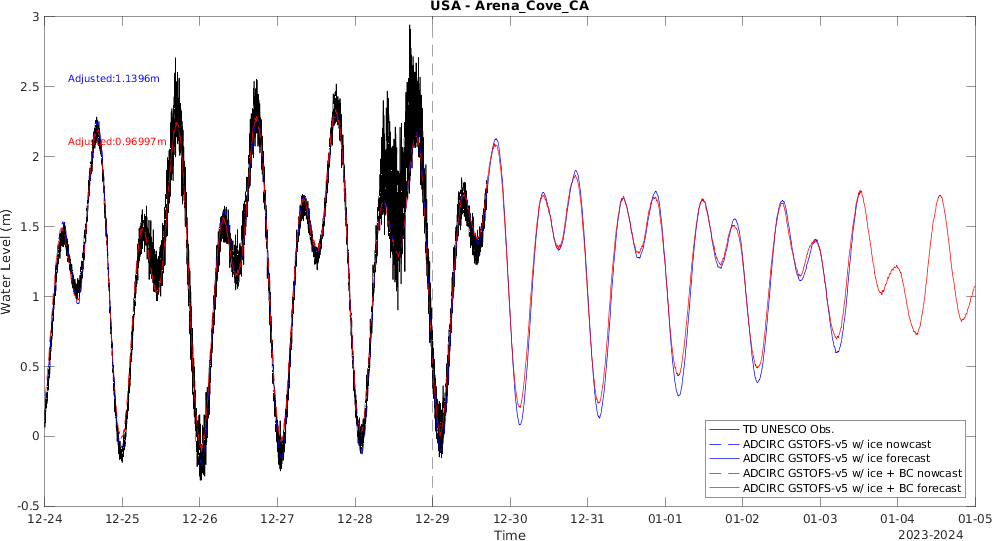 USA - Arena_Cove_CA
3
2.5
2
1.5
1
0.5
0
-0.5
Water Level (m)
Adjusted:1.1396m
Adjusted:0.96997m
TD UNESCO Obs.
ADCIRC GSTOFS-v5 w/ ice nowcast
ADCIRC GSTOFS-v5 w/ ice forecast
ADCIRC GSTOFS-v5 w/ ice + BC nowcast
ADCIRC GSTOFS-v5 w/ ice + BC forecast
12-24 12-25 12-26 12-27 12-28 12-29 12-30 12-31 01-01 01-02 01-03 01-04 01-05
Time
2023-2024